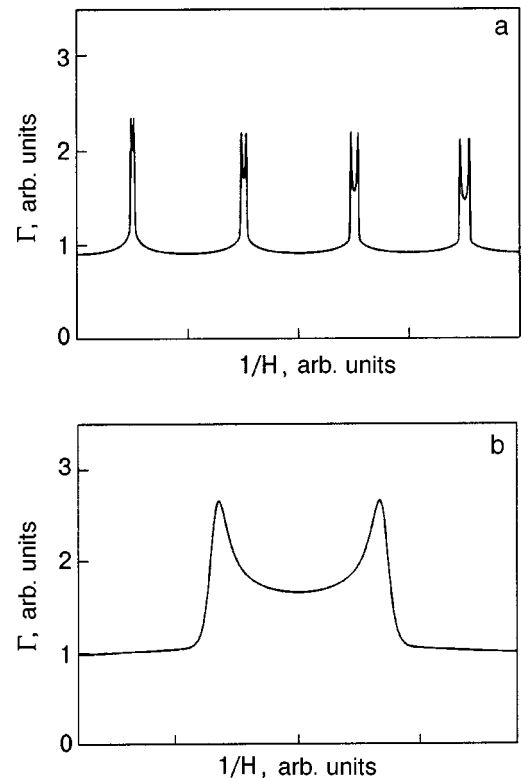 a
3
2
1
0
Γ, arb. units
1/H, arb. units
b
3
2
1
0
Γ, arb. units
1/H, arb. units